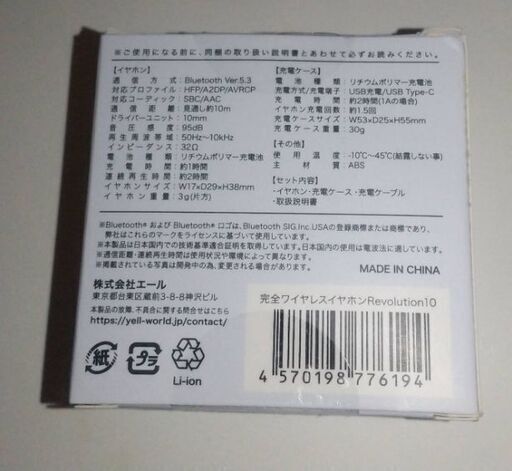 ※ご使用になる前に、同梱の取り扱い説明書とあわせて必ずお読みください。
【イヤホン】
通信方式: Bluetooth Ver.5.3
対応プロファイル: HFP/A2DP/AVRCP
対応コーディック: SBC/AAC
通信距離: 見通し約10m
ドライバーユニット: 10mm
音圧感度: 95dB
再生周波帯域: 50Hz~10kHz
インピーダンス: 32Ω
電池種類: リチウムポリマー充電池
充電時間: 約1時間
連続再生時間: 約2時間
イヤホンサイズ: W17×D29×H38mm
イヤホン重量: 3g(片方)
【充電ケース】
電池種類: リチウムポリマー充電池
充電方式/充電端子: USB充電/USB Type-C
充電時間: 約2時間(1Aの場合)
イヤホン充電回数: 約1.5回
充電ケースサイズ: W53×D25×H55mm
充電ケース重量: 30g
【その他】
使用温度: -10℃~45℃(結露しない事)
主材質: ABS
【セット内容】
・イヤホン・充電ケース・充電ケーブル
・取扱説明書
※Bluetooth® および Bluetooth® ロゴは、Bluetooth SIG,Inc.USAの登録商標または商標であり、
弊社はこれらのマークをライセンスに基づいて使用しています。
※本製品は日本国内での技術基準適合証明を取得しています。日本国内の使用は電波法に適しています。
※通信距離・連続再生時間は使用状況や環境によって異なります。
※掲載されている写真は開発中の為、変更される場合があります。
MADE IN CHINA
株式会社エール
東京都台東区蔵前3-8-8神沢ビル
本製品の故障、不具合に関する問合せはこちら
https://yell-world.jp/contact/
完全ワイヤレスイヤホンRevolution10
紙
プラ
Li-ion
4 570198 776194